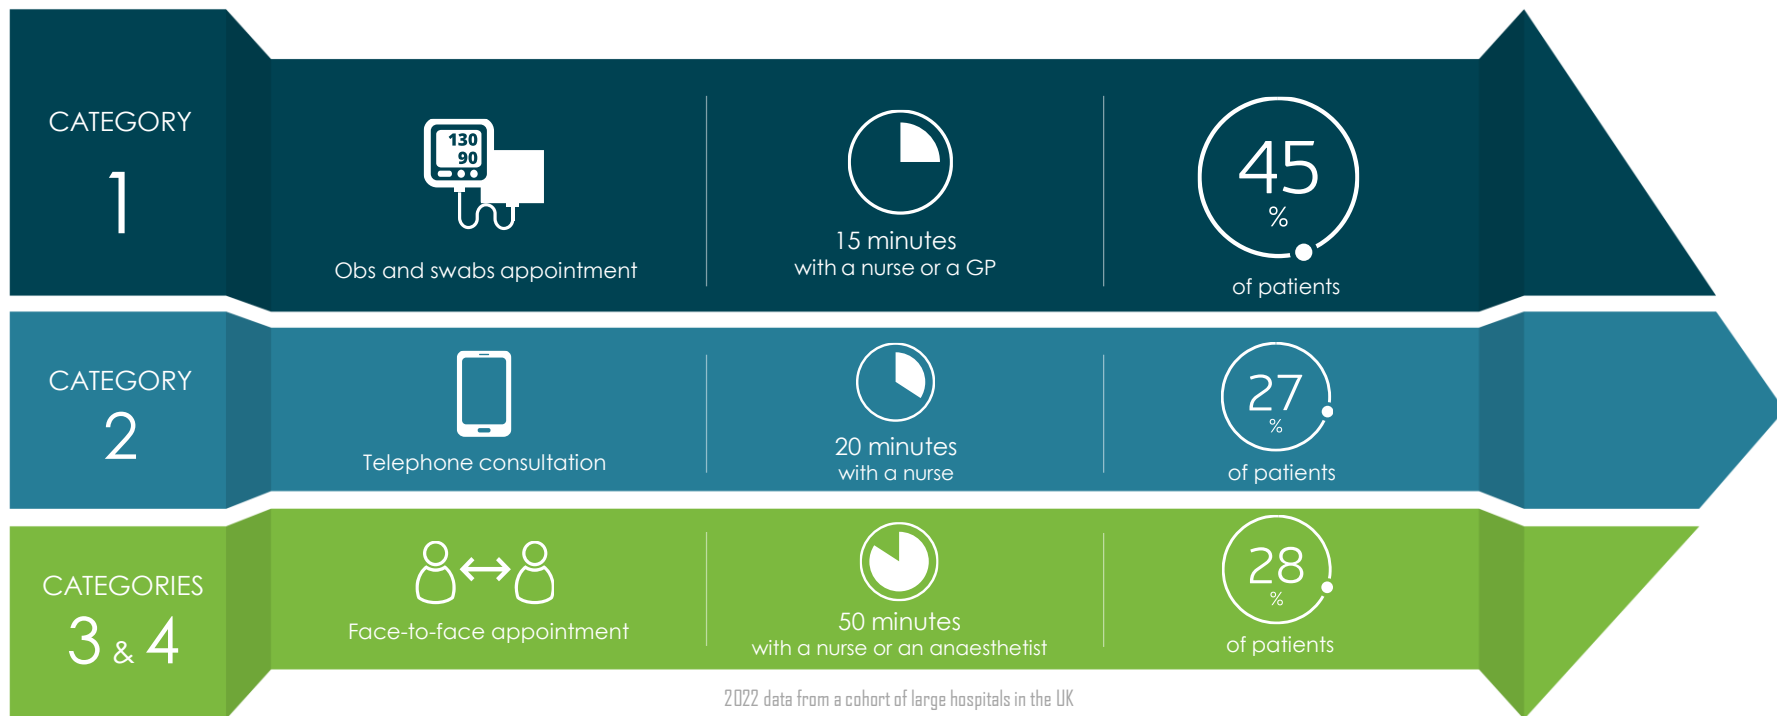 CATEGORY
1
130
90
Obs and swabs appointment
15 minutes
with a nurse or a GP
45
%
of patients
CATEGORY
2
Telephone consultation
20 minutes
with a nurse
27
%
of patients
CATEGORIES
3 & 4
Face-to-face appointment
50 minutes
with a nurse or an anaesthetist
28
%
of patients
2022 data from a cohort of large hospitals in the UK